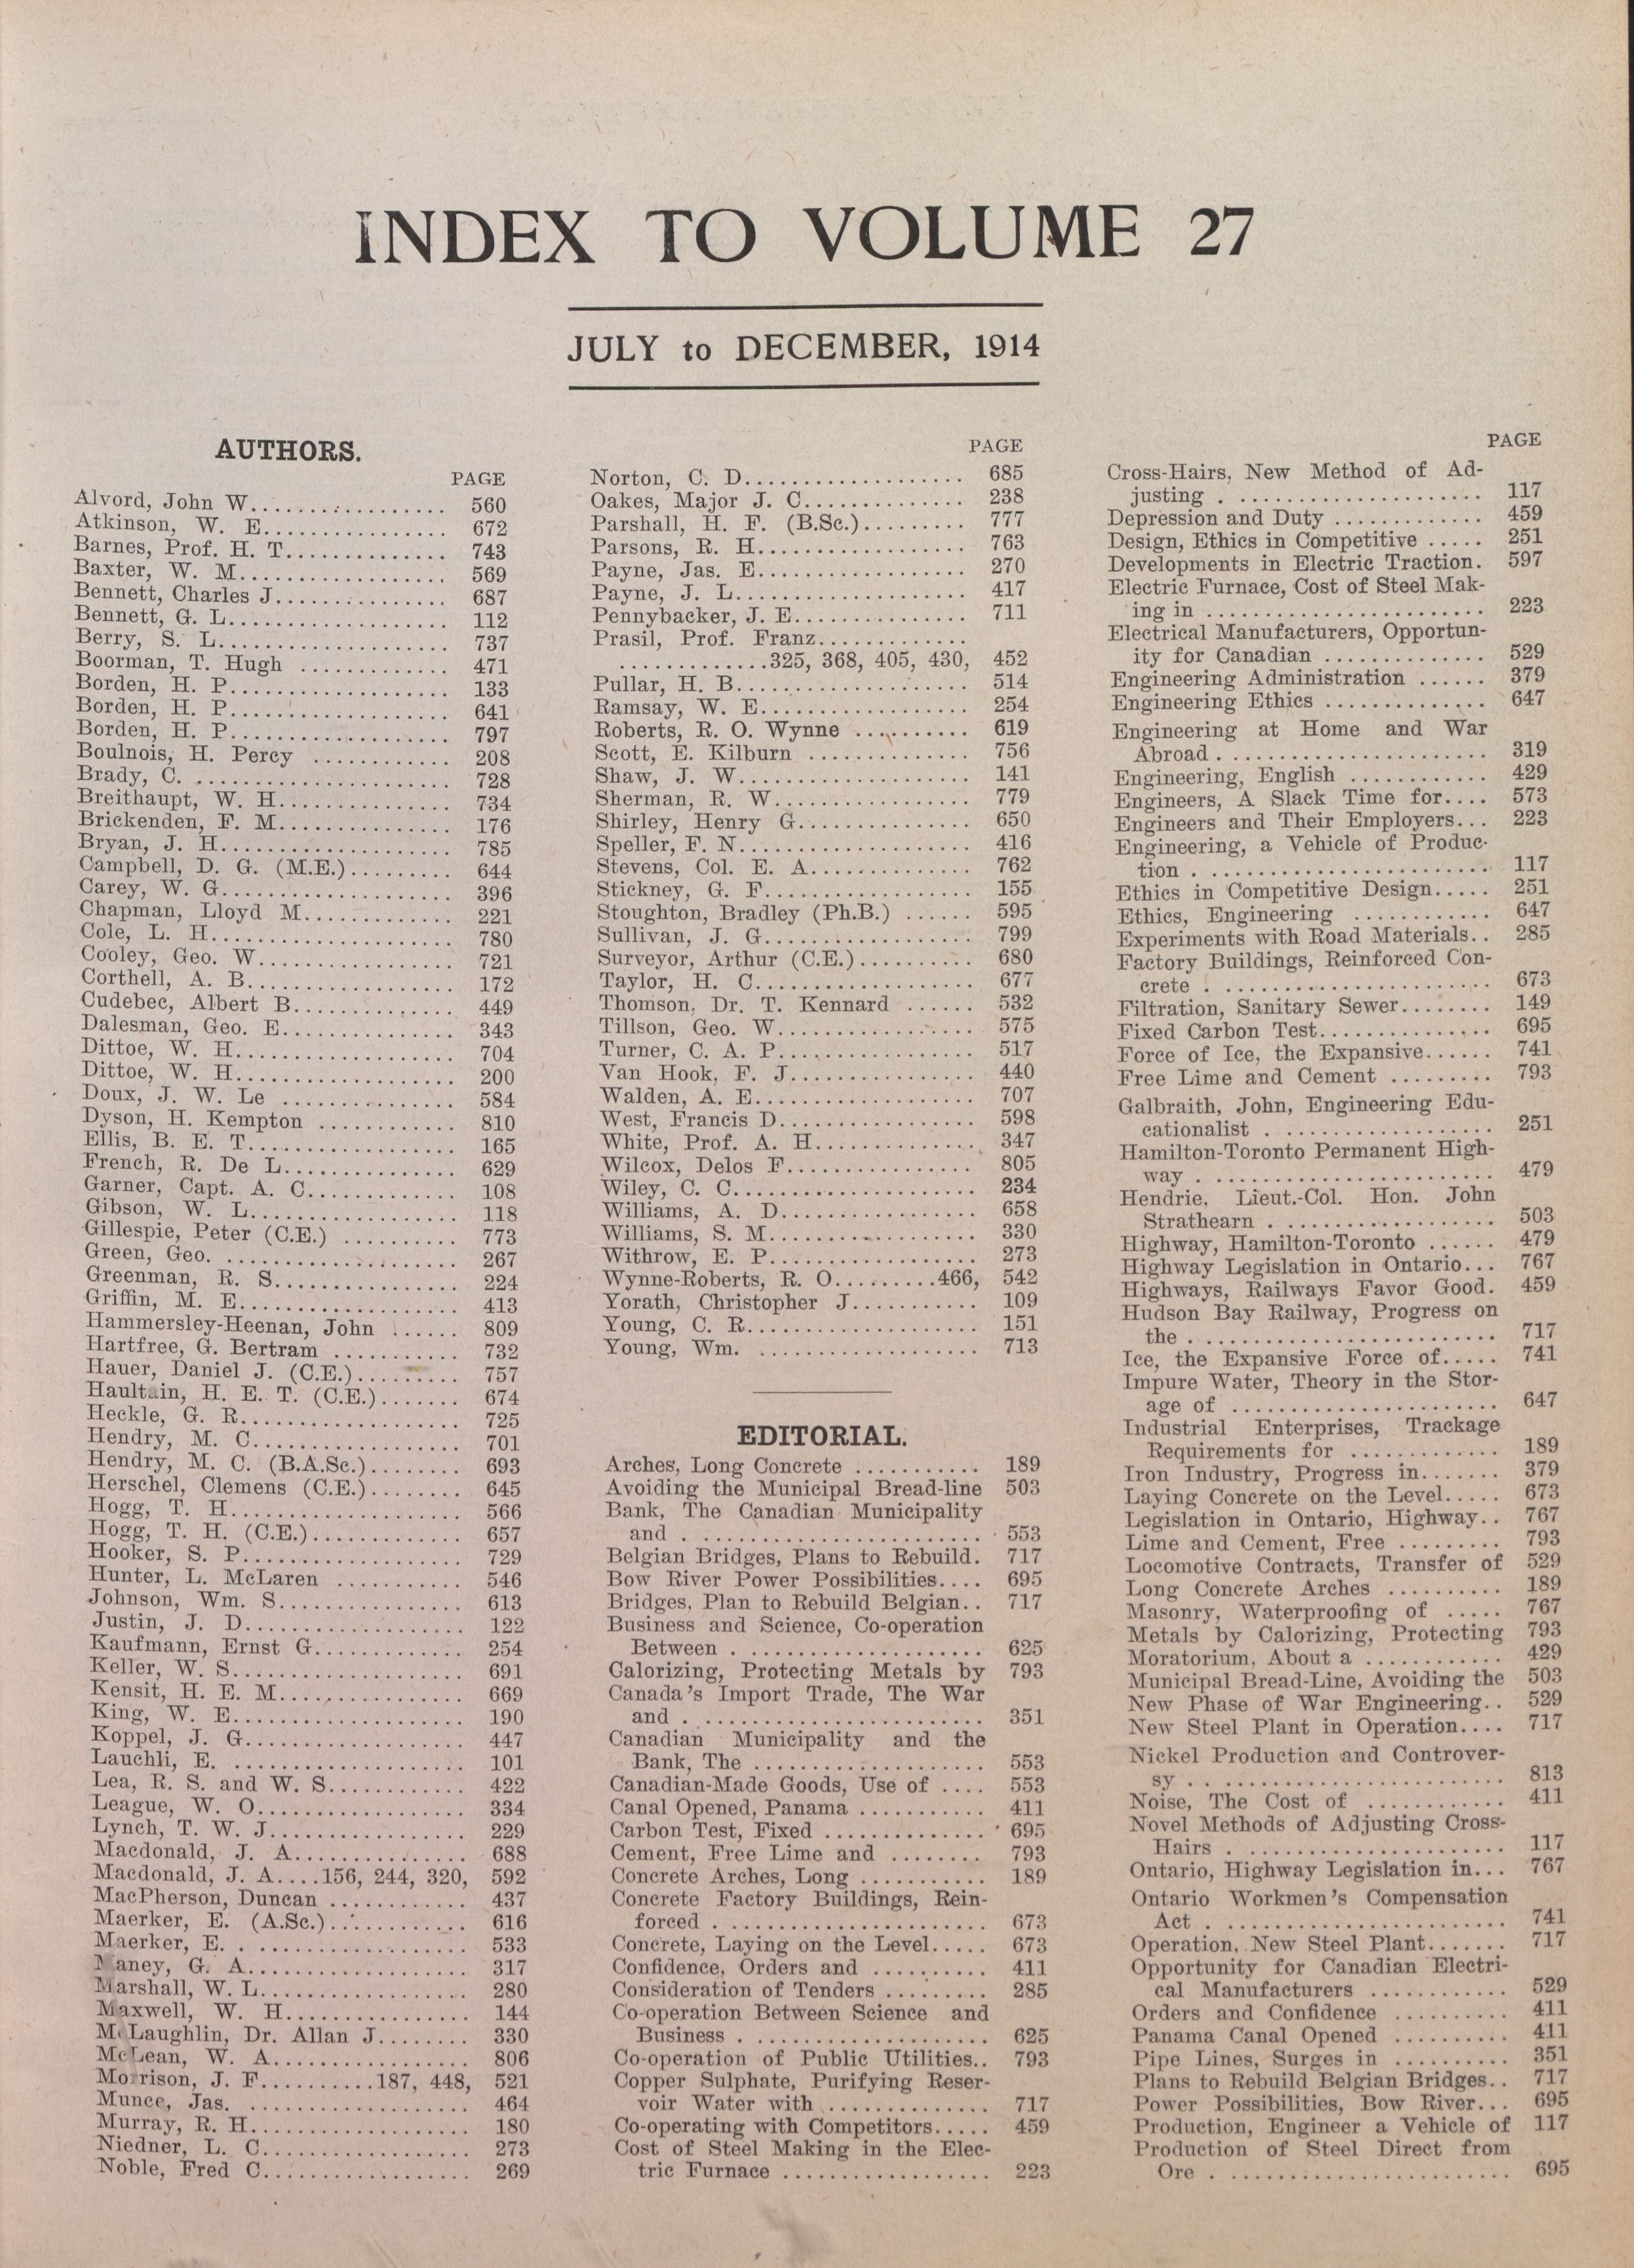 INDEX TO VOLUME 27
JULY to DECEMBER, 1914
AUTHORS.
PAGE
Alvord, John W................. 560
Atkinson, W. E................ 672
Barnes, Prof. H. T.............. 743
Baxter, W. M.................. 569
Bennett, Charles J............... 687
Bennett, G. L................... 112
Berry, S. L..................... 737
Boorman, T. Hugh ............. 471
Borden, H. P................... 133
Borden, H. P................... 641
Borden, H. P................... 797
Boulnois, H. Percy ............ 208
Brady, C. ...................... 728
Breithaupt, W. H............... 734
Brickenden, F. M............... 176
Bryan, J. H.................... 785
Campbell, D. G. (M.E.)......... 644
Carey, W. G.................... 396
Chapman, Lloyd M............. 221
Cole, L. H..................... 780
Cooley, Geo. W................. 721
Corthell, A. B.................. 172
Cudebec, Albert B.............. 449
Dalesman, Geo. E............... 343
Dittoe, W. H................... 704
Dittoe, W. H................... 200
Doux, J. W. Le ............... 584
Dyson, H. Kempton ............ 810
Ellis, B. E. T.................. 165
French, R. De L............... 629
Garner, Capt. A. C............. 108
Gibson, W. L................... 118
Gillespie, Peter (C.E.) .......... 773
Green, Geo. .................... 267
Greenman, R. S................ 224
Griffin, M. E................... 413
Hammersley-Heenan, John ...... 809
Hartfree, G. Bertram ........... 732
Hauer, Daniel J. (C.E.)......... 757
Haultain, H. E. T. (C.E.)....... 674
Heckle, G. R................... 725
Hendry, M. C.................. 701
Hendry, M. C. (B.A.Sc.)........ 693
Herschel, Clemens (C.E.)........ 645
Hogg, T. H.................... 566
Hogg, T. H. (C.E.)............. 657
Hooker, S. P................... 729
Hunter, L. McLaren ........... 546
Johnson, Wm. S................ 613
Justin, J. D.................... 122
Kaufmann, Ernst G............. 254
Keller, W. S.................... 691
Kensit, H. E. M................ 669
King, W. E.................... 190
Koppel, J. G................... 447
Lauchli, E. .................... 101
Lea, R. S. and W. S............ 422
League, W. O.................. 334
Lynch, T. W. J................. 229
Macdonald, J. A............... 688
Macdonald, J. A....156, 244, 320, 592
MacPherson, Duncan ............ 437
Maerker, E. (A.Sc.)............. 616
Maerker, E. . .................. 533
Maney, G. A................... 317
Marshall, W. L................. 280
Maxwell, W. H................ 144
McLaughlin, Dr. Allan J........ 330
McLean, W. A................. 806
Morrison, J. F..........187, 448, 521
Munce, Jas. ................... 464
Murray, R. H.................. 180
Niedner, L. C.................. 273
Noble, Fred C.................. 269
PAGE
Norton, C. D................... 685
Oakes, Major J. C.............. 238
Parshall, H. F. (B.Sc.)......... 777
Parsons, R. H.................. 763
Payne, Jas. E.................. 270
Payne, J. L.................... 417
Pennybacker, J. E............... 711
Prasil, Prof. Franz.............
.............325, 368, 405, 430, 452
Pullar, H. B................... 514
Ramsay, W. E.................. 254
Roberts, R. O. Wynne .......... 619
Scott, E. Kilburn .............. 756
Shaw, J. W.................... 141
Sherman, R. W................. 779
Shirley, Henry G............... 650
Speller, F. N................... 416
Stevens, Col. E. A.............. 762
Stickney, G. F................. 155
Stoughton, Bradley (Ph.B.) ...... 595
Sullivan, J. G.................. 799
Surveyor, Arthur (C.E.)......... 680
Taylor, H. C................... 677
Thomson, Dr. T. Kennard ...... 532
Tillson, Geo. W................ 575
Turner, C. A. P................ 517
Van Hook, F. J................ 440
Walden, A. E................... 707
West, Francis D................ 598
White, Prof. A. H.............. 347
Wilcox, Delos F................ 805
Wiley, C. C.................... 234
Williams, A. D................. 658
Williams, S. M................. 330
Withrow, E. P.................. 273
Wynne-Roberts, R. O.........466, 542
Yorath, Christopher J........... 109
Young, C. R.................... 151
Young, Wm. ................... 713
EDITORIAL.
Arches, Long Concrete ........... 189
Avoiding the Municipal Bread-line 503
Bank, The Canadian Municipality
and . .......................... 553
Belgian Bridges, Plans to Rebuild. 717
Bow River Power Possibilities.... 695
Bridges, Plan to Rebuild Belgian.. 717
Business and Science, Co-operation
Between . ..................... 625
Calorizing, Protecting Metals by 793
Canada's Import Trade, The War
and . ......................... 351
Canadian Municipality and the
Bank, The .................... 553
Canadian-Made Goods, Use of .... 553
Canal Opened, Panama ........... 411
Carbon Test, Fixed .............. 695
Cement, Free Lime and ........ 793
Concrete Arches, Long ........... 189
Concrete Factory Buildings, Rein-
forced . ...................... 673
Concrete, Laying on the Level..... 673
Confidence, Orders and .......... 411
Consideration of Tenders ......... 285
Co-operation Between Science and
Business . .................... 625
Co-operation of Public Utilities.. 793
Copper Sulphate, Purifying Reser-
voir Water with .............. 717
Co-operating with Competitors..... 459
Cost of Steel Making in the Elec-
tric Furnace .................. 223
PAGE
Cross-Hairs, New Method of Ad-
justing . ...................... 117
Depression and Duty ............. 459
Design, Ethics in Competitive ..... 251
Developments in Electric Traction. 597
Electric Furnace, Cost of Steel Mak-
ing in ......................... 223
Electrical Manufacturers, Opportun-
ity for Canadian ............... 529
Engineering Administration ...... 379
Engineering Ethics .............. 647
Engineering at Home and War
Abroad . ...................... 319
Engineering, English ............ 429
Engineers, A Slack Time for.... 573
Engineers and Their Employers... 223
Engineering, a Vehicle of Produc-
tion . ......................... 117
Ethics in Competitive Design..... 251
Ethics, Engineering ............ 647
Experiments with Road Materials.. 285
Factory Buildings, Reinforced Con-
crete . ........................ 673
Filtration, Sanitary Sewer........ 149
Fixed Carbon Test............... 695
Force of Ice, the Expansive...... 741
Free Lime and Cement ......... 793
Galbraith, John, Engineering Edu-
cationalist . .................. 251
Hamilton-Toronto Permanent High-
way . ........................ 479
Hendrie, Lieut.-Col. Hon. John
Strathearn . .................. 503
Highway, Hamilton-Toronto ...... 479
Highway Legislation in Ontario... 767
Highways, Railways Favor Good. 459
Hudson Bay Railway, Progress on
the . .......................... 717
Ice, the Expansive Force of..... 741
Impure Water, Theory in the Stor-
age of ........................ 647
Industrial Enterprises, Trackage
Requirements for ............. 189
Iron Industry, Progress in....... 379
Laying Concrete on the Level..... 673
Legislation in Ontario, Highway.. 767
Lime and Cement, Free ......... 793
Locomotive Contracts, Transfer of 529
Long Concrete Arches .......... 189
Masonry, Waterproofing of ..... 767
Metals by Calorizing, Protecting 793
Moratorium, About a ............ 429
Municipal Bread-Line, Avoiding the 503
New Phase of War Engineering.. 529
New Steel Plant in Operation.... 717
Nickel Production and Controver-
sy . . ......................... 813
Noise, The Cost of ............ 411
Novel Methods of Adjusting Cross-
Hairs . ....................... 117
Ontario, Highway Legislation in... 767
Ontario Workmen's Compensation
Act . ......................... 741
Operation, New Steel Plant....... 717
Opportunity for Canadian Electri-
cal Manufacturers ............ 529
Orders and Confidence .......... 411
Panama Canal Opened .......... 411
Pipe Lines, Surges in .......... 351
Plans to Rebuild Belgian Bridges.. 717
Power Possibilities, Bow River... 695
Production, Engineer a Vehicle of 117
Production of Steel Direct from
Ore . ......................... 695